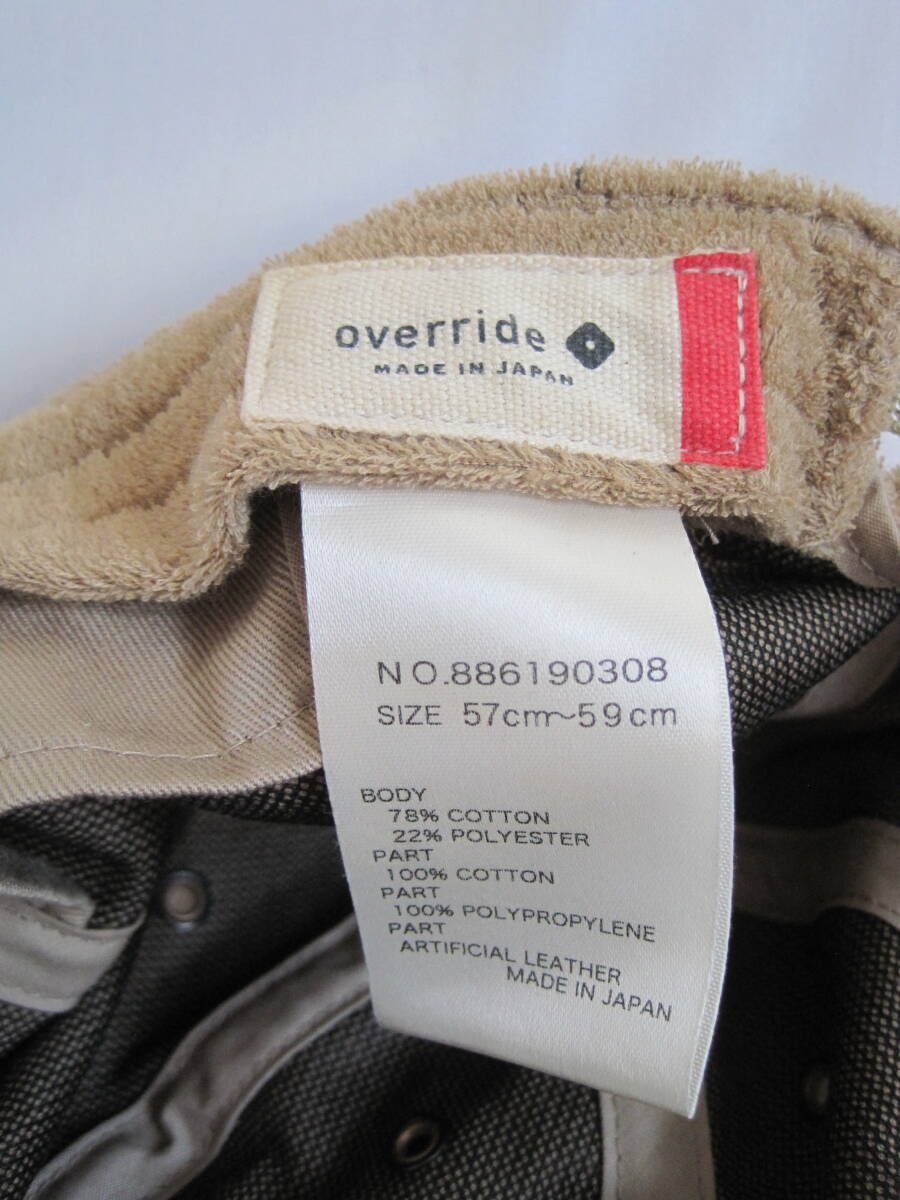 override
MADE IN JAPAN
NO.886190308
SIZE 57cm～59cm
BODY
78% COTTON
22% POLYESTER
PART
100% COTTON
PART
100% POLYPROPYLENE
PART
ARTIFICIAL LEATHER
MADE IN JAPAN